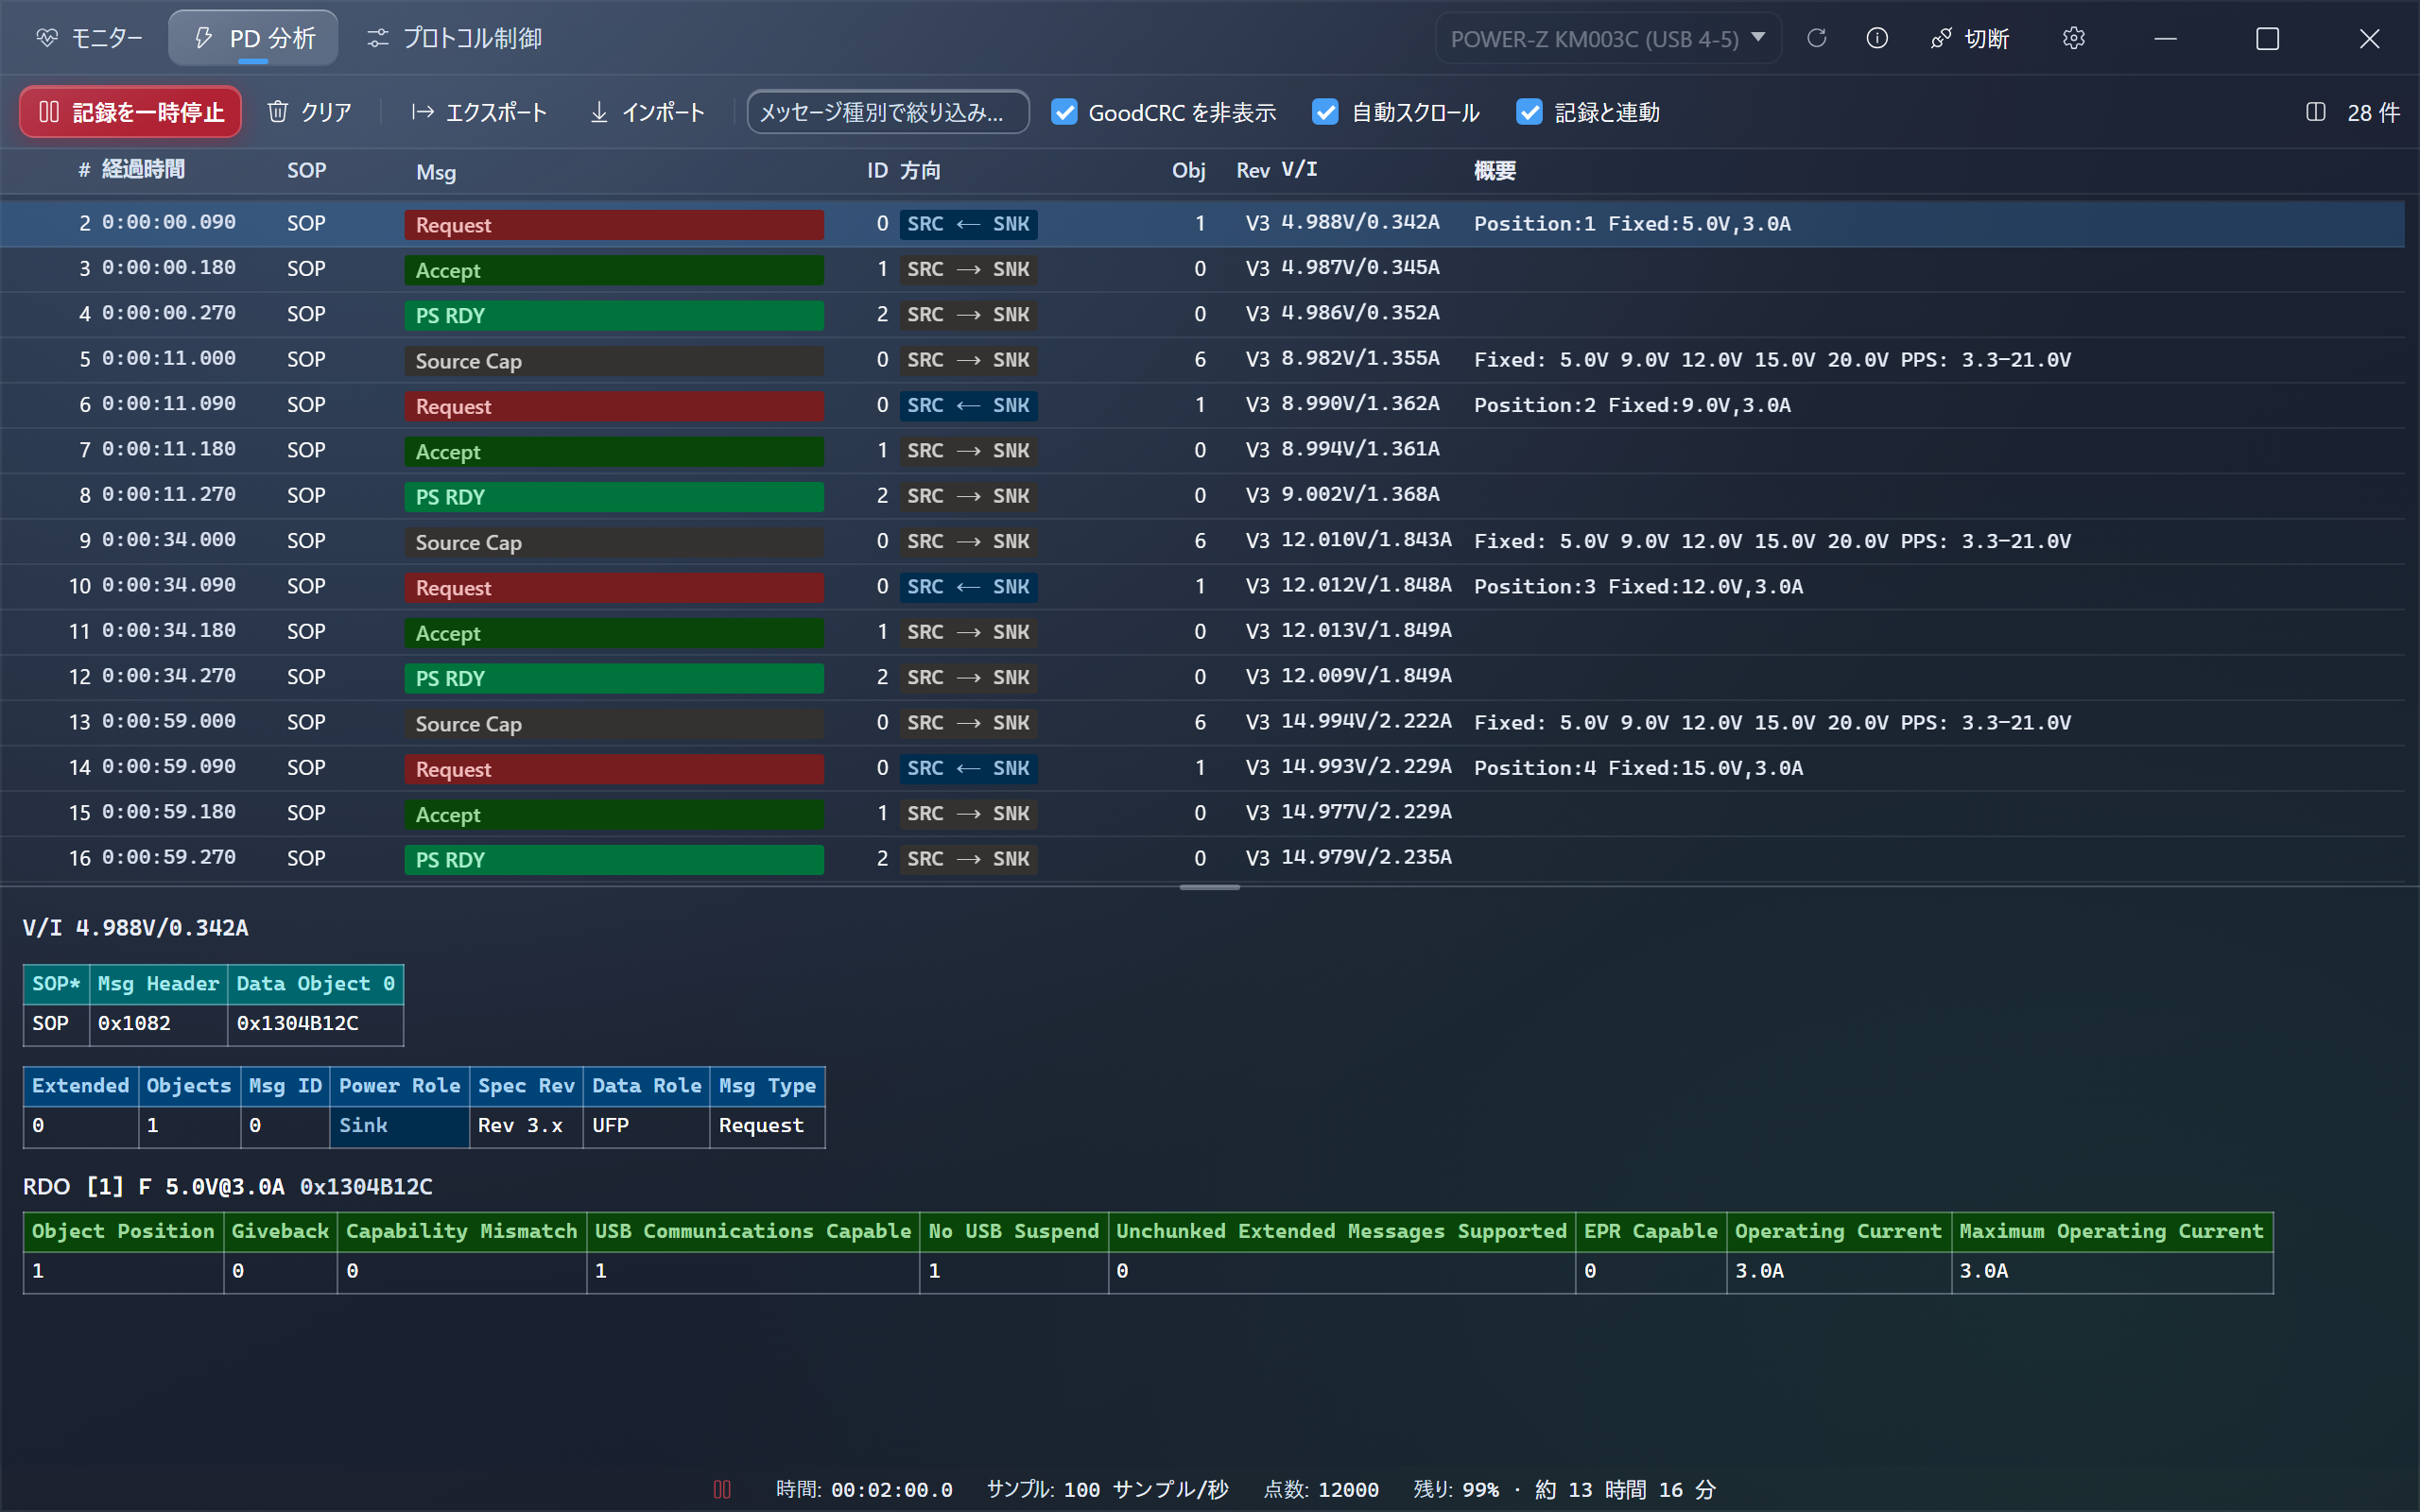 モニター PD 分析 プロトコル制御 POWER-Z KM003C (USB 4-5) 切断
記録を一時停止 クリア エクスポート インポート メッセージ種別で絞り込み... GoodCRC を非表示 自動スクロール 記録と連動 28 件
# 経過時間 SOP Msg ID 方向 Obj Rev V/I 概要
2 0:00:00.090 SOP Request 0 SRC ← SNK 1 V3 4.988V/0.342A Position:1 Fixed:5.0V,3.0A
3 0:00:00.180 SOP Accept 1 SRC → SNK 0 V3 4.987V/0.345A
4 0:00:00.270 SOP PS RDY 2 SRC → SNK 0 V3 4.986V/0.352A
5 0:00:11.000 SOP Source Cap 0 SRC → SNK 6 V3 8.982V/1.355A Fixed: 5.0V 9.0V 12.0V 15.0V 20.0V PPS: 3.3-21.0V
6 0:00:11.090 SOP Request 0 SRC ← SNK 1 V3 8.990V/1.362A Position:2 Fixed:9.0V,3.0A
7 0:00:11.180 SOP Accept 1 SRC → SNK 0 V3 8.994V/1.361A
8 0:00:11.270 SOP PS RDY 2 SRC → SNK 0 V3 9.002V/1.368A
9 0:00:34.000 SOP Source Cap 0 SRC → SNK 6 V3 12.010V/1.843A Fixed: 5.0V 9.0V 12.0V 15.0V 20.0V PPS: 3.3-21.0V
10 0:00:34.090 SOP Request 0 SRC ← SNK 1 V3 12.012V/1.848A Position:3 Fixed:12.0V,3.0A
11 0:00:34.180 SOP Accept 1 SRC → SNK 0 V3 12.013V/1.849A
12 0:00:34.270 SOP PS RDY 2 SRC → SNK 0 V3 12.009V/1.849A
13 0:00:59.000 SOP Source Cap 0 SRC → SNK 6 V3 14.994V/2.222A Fixed: 5.0V 9.0V 12.0V 15.0V 20.0V PPS: 3.3-21.0V
14 0:00:59.090 SOP Request 0 SRC ← SNK 1 V3 14.993V/2.229A Position:4 Fixed:15.0V,3.0A
15 0:00:59.180 SOP Accept 1 SRC → SNK 0 V3 14.977V/2.229A
16 0:00:59.270 SOP PS RDY 2 SRC → SNK 0 V3 14.979V/2.235A
V/I 4.988V/0.342A
SOP* Msg Header Data Object 0
SOP 0x1082 0x1304B12C
Extended Objects Msg ID Power Role Spec Rev Data Role Msg Type
0 1 0 Sink Rev 3.x UFP Request
RDO [1] F 5.0V@3.0A 0x1304B12C
Object Position Giveback Capability Mismatch USB Communications Capable No USB Suspend Unchunked Extended Messages Supported EPR Capable Operating Current Maximum Operating Current
1 0 0 1 1 0 0 3.0A 3.0A
時間: 00:02:00.0 サンプル: 100 サンプル/秒 点数: 12000 残り: 99% · 約 13 時間 16 分